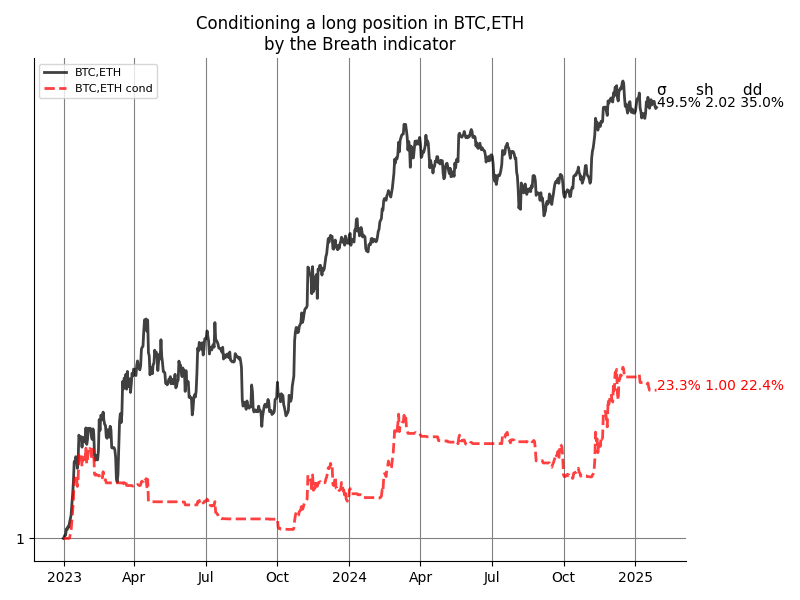 Conditioning a long position in BTC,ETH
by the Breath indicator
BTC,ETH
BTC,ETH cond
σ sh dd
49.5% 2.02 35.0%
23.3% 1.00 22.4%
1
2023 Apr Jul Oct 2024 Apr Jul Oct 2025